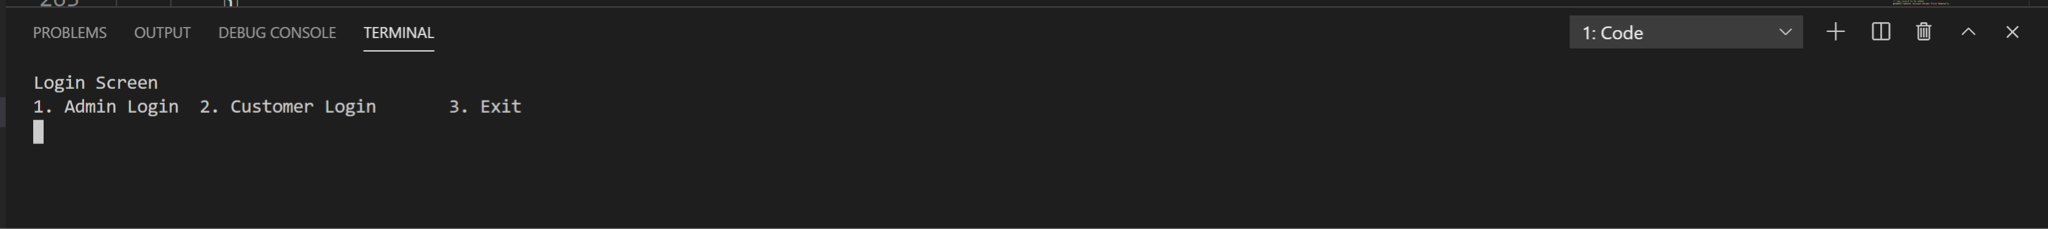 PROBLEMS OUTPUT DEBUG CONSOLE TERMINAL 1: Code
Login Screen
1. Admin Login 2. Customer Login 3. Exit